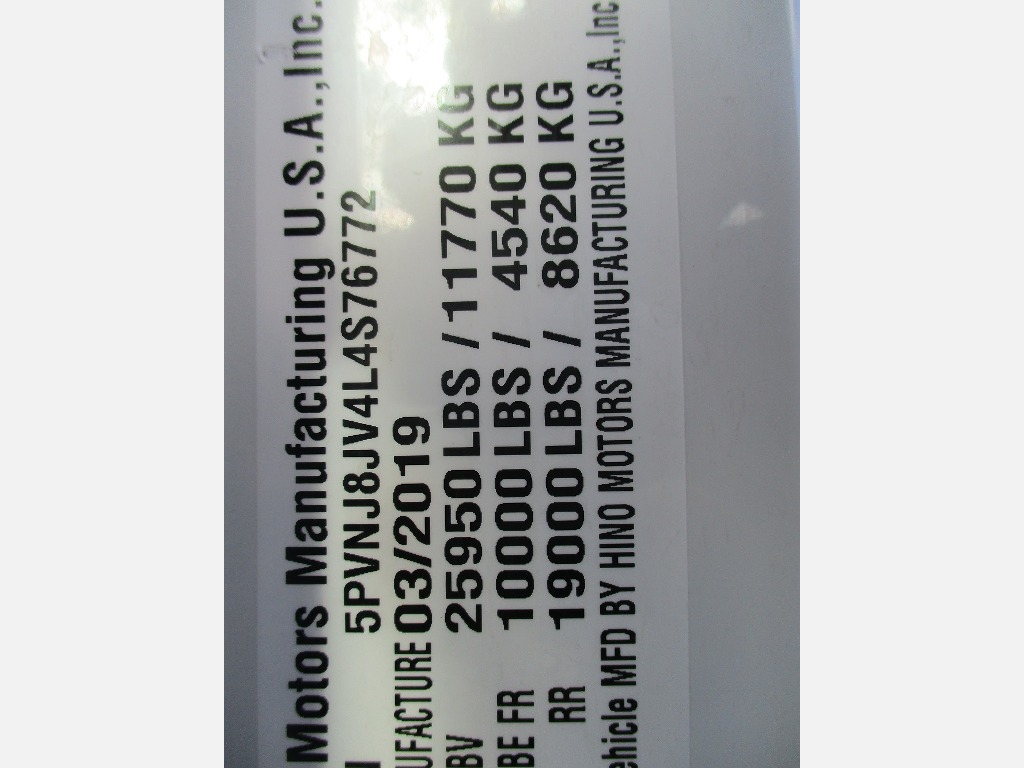 Motors Manufacturing U.S.A.,Inc.
5PVNJ8JV4L4S76772
UFACTURE 03/2019
BV 25950 LBS / 11770 KG
BE FR 10000 LBS / 4540 KG
RR 19000 LBS / 8620 KG
ehicle MFD BY HINO MOTORS MANUFACTURING U.S.A.,Inc